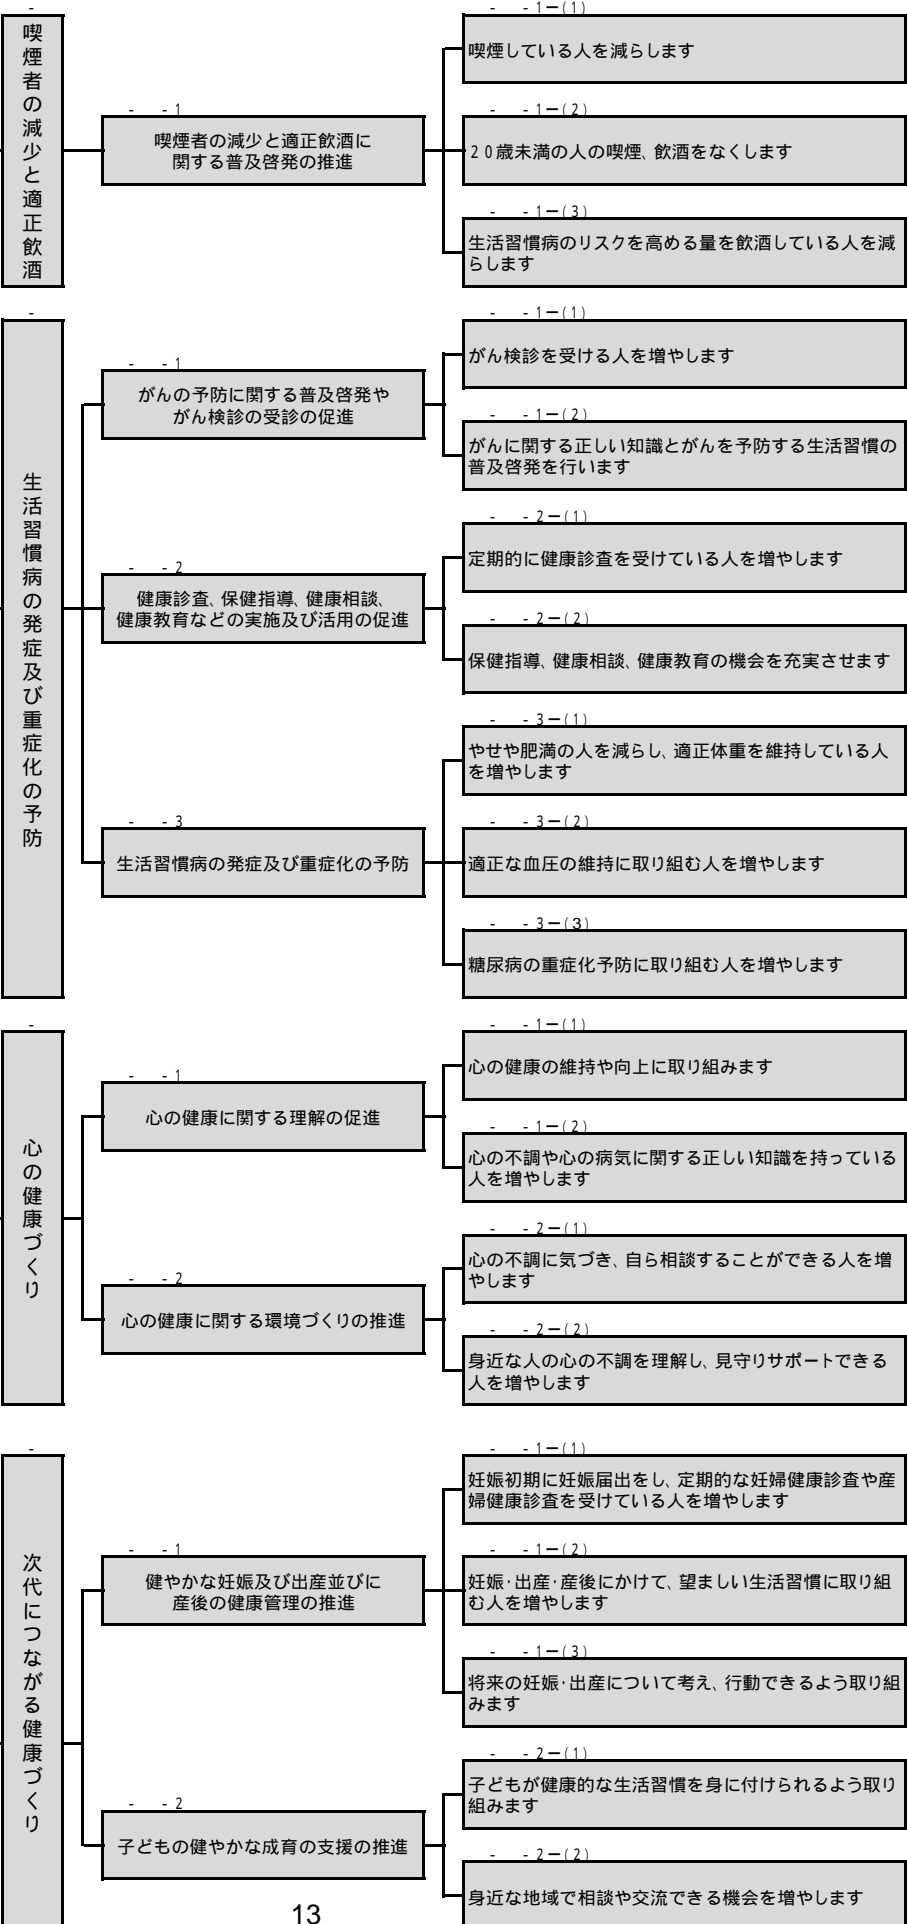 -
喫煙者の減少と適正飲酒
- - 1
喫煙者の減少と適正飲酒に
関する普及啓発の推進
- - 1ー(1)
喫煙している人を減らします
- - 1ー(2)
20歳未満の人の喫煙、飲酒をなくします
- - 1ー(3)
生活習慣病のリスクを高める量を飲酒している人を減
らします
-
生活習慣病の発症及び重症化の予防
- - 1
がんの予防に関する普及啓発や
がん検診の受診の促進
- - 1ー(1)
がん検診を受ける人を増やします
- - 1ー(2)
がんに関する正しい知識とがんを予防する生活習慣の
普及啓発を行います
- - 2
健康診査、保健指導、健康相談、
健康教育などの実施及び活用の促進
- - 2ー(1)
定期的に健康診査を受けている人を増やします
- - 2ー(2)
保健指導、健康相談、健康教育の機会を充実させます
- - 3
生活習慣病の発症及び重症化の予防
- - 3ー(1)
やせや肥満の人を減らし、適正体重を維持している人
を増やします
- - 3ー(2)
適正な血圧の維持に取り組む人を増やします
- - 3ー(3)
糖尿病の重症化予防に取り組む人を増やします
-
心の健康づくり
- - 1
心の健康に関する理解の促進
- - 1ー(1)
心の健康の維持や向上に取り組みます
- - 1ー(2)
心の不調や心の病気に関する正しい知識を持っている
人を増やします
- - 2
心の健康に関する環境づくりの推進
- - 2ー(1)
心の不調に気づき、自ら相談することができる人を増
やします
- - 2ー(2)
身近な人の心の不調を理解し、見守りサポートできる
人を増やします
-
次代につながる健康づくり
- - 1
健やかな妊娠及び出産並びに
産後の健康管理の推進
- - 1ー(1)
妊娠初期に妊娠届出をし、定期的な妊婦健康診査や産
婦健康診査を受けている人を増やします
- - 1ー(2)
妊娠・出産・産後にかけて、望ましい生活習慣に取り組
む人を増やします
- - 1ー(3)
将来の妊娠・出産について考え、行動できるよう取り組
みます
- - 2
子どもの健やかな成育の支援の推進
- - 2ー(1)
子どもが健康的な生活習慣を身に付けられるよう取り
組みます
- - 2ー(2)
身近な地域で相談や交流できる機会を増やします
13